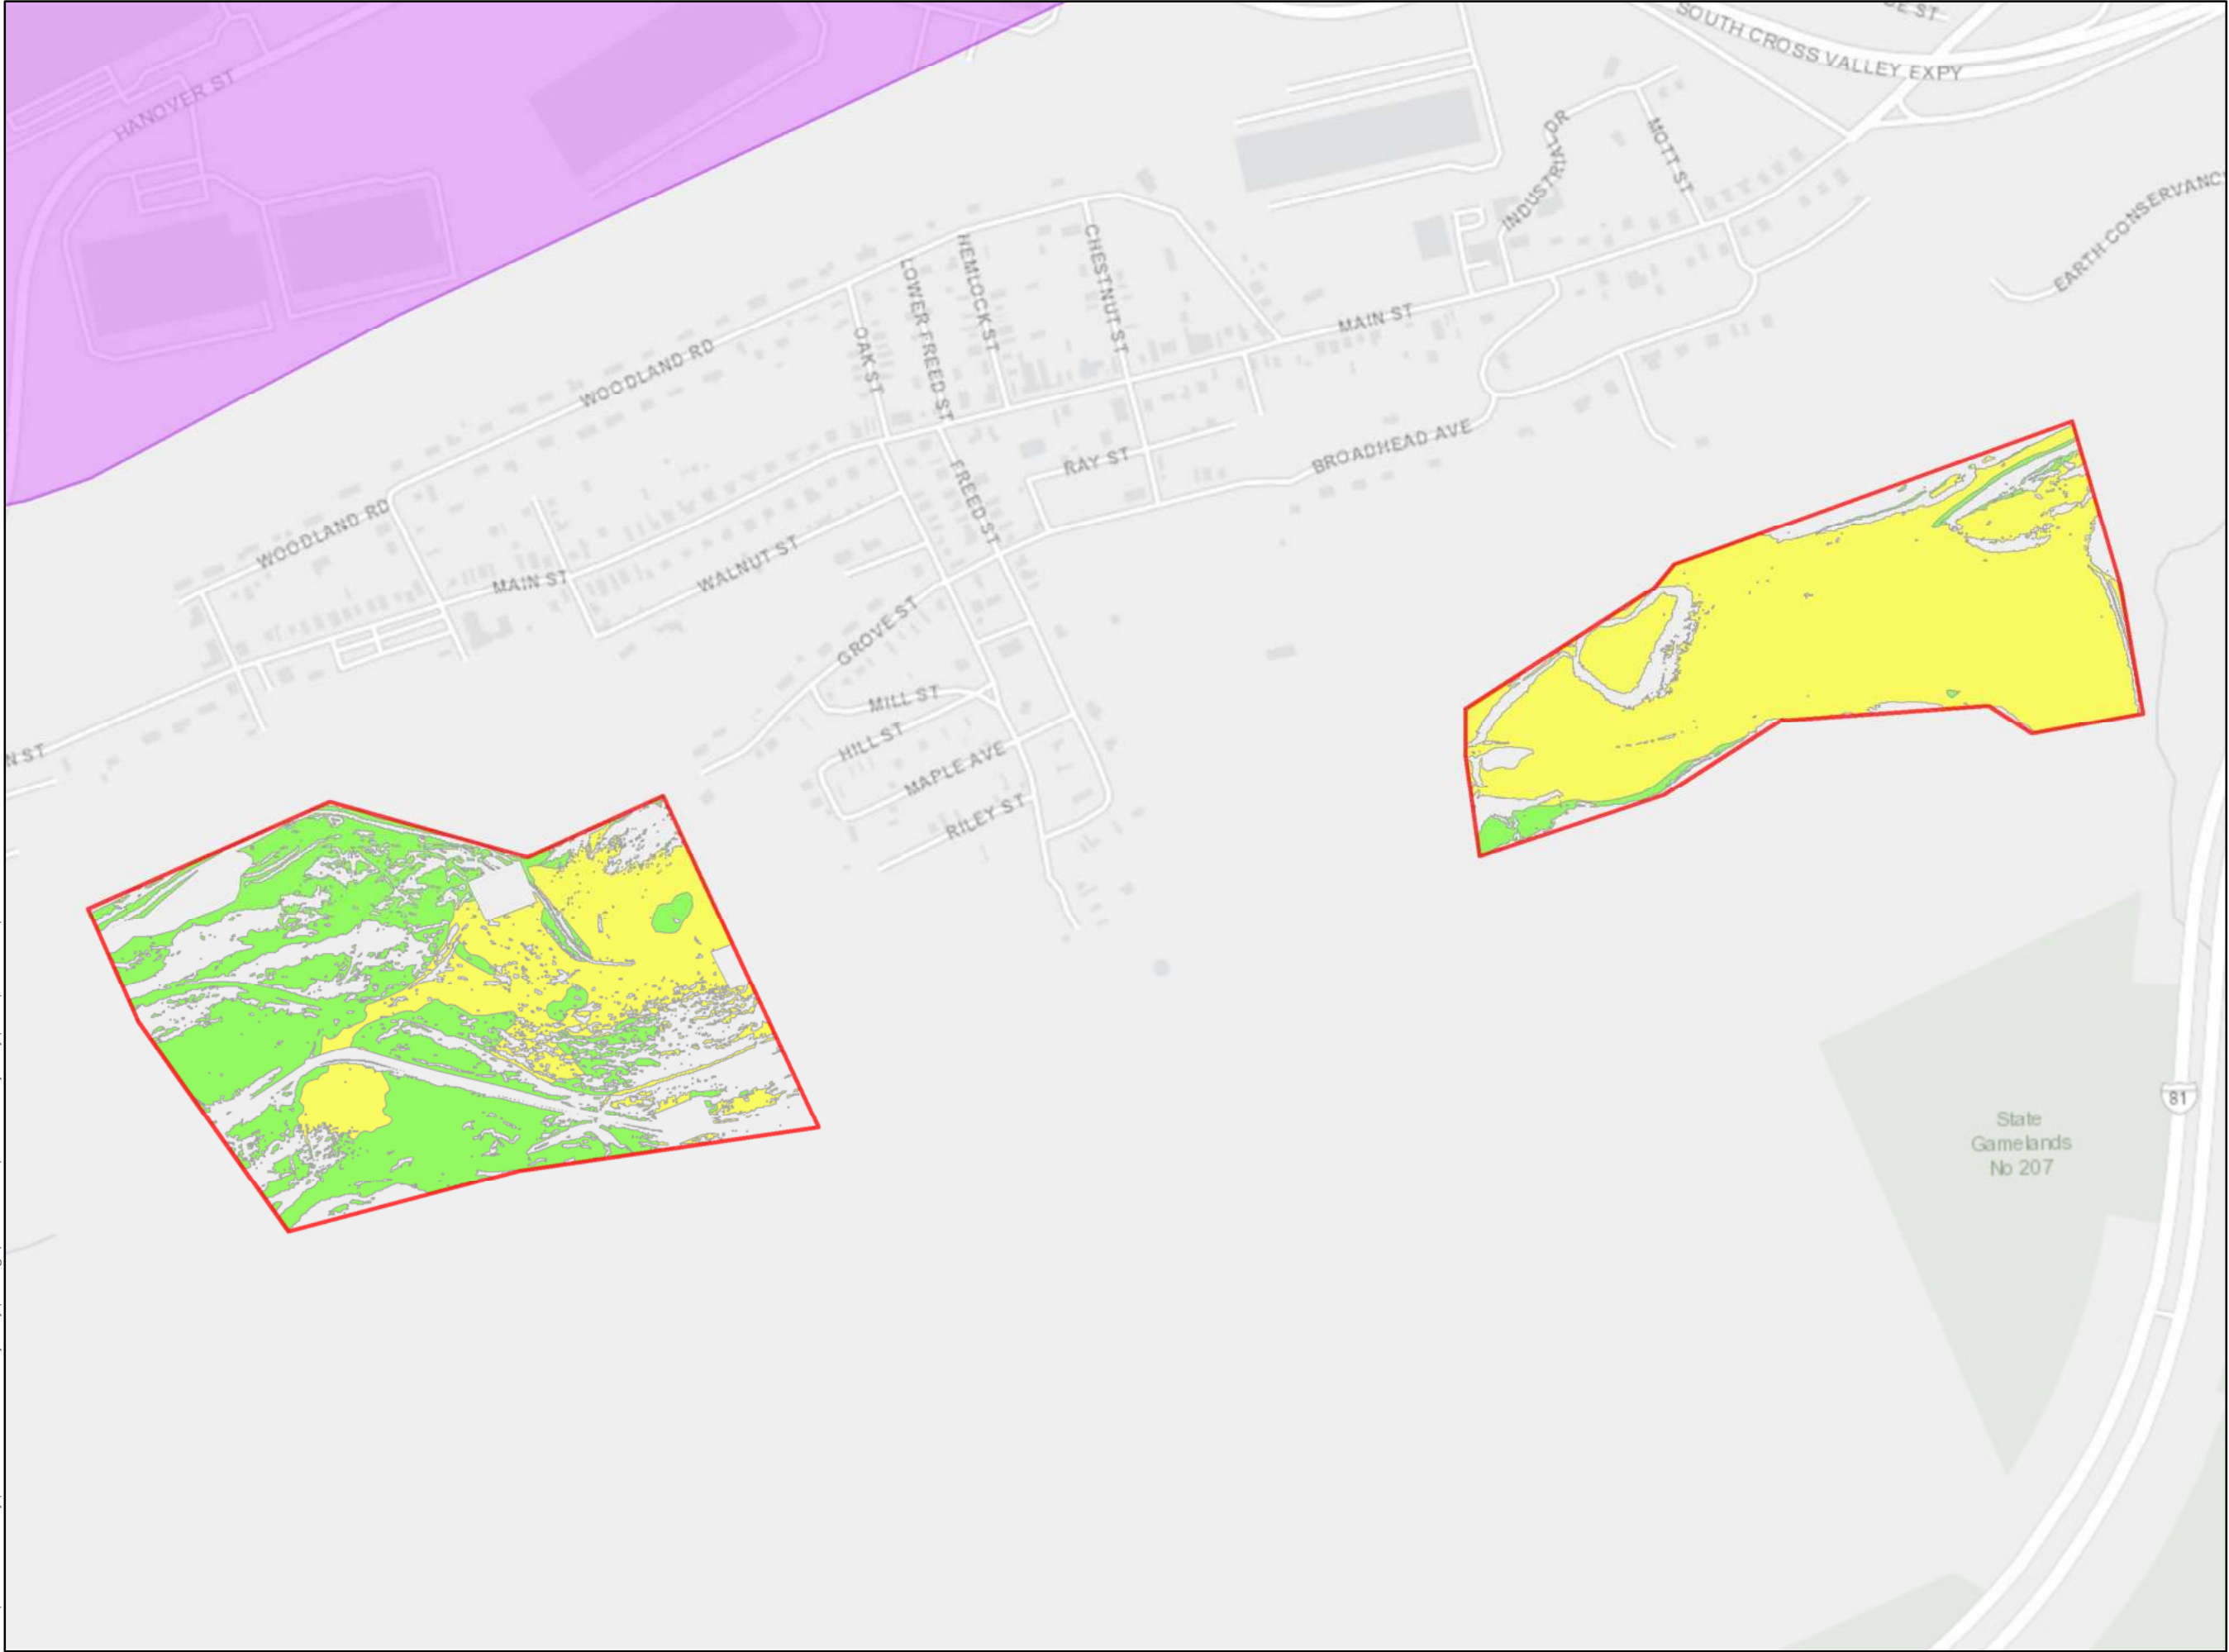 SOUTH CROSS VALLEY EXPY
HANOVER ST
INDUSTRIAL DR
MOTT ST
EARTH CONSERVANCY
HEMLOCK ST
CHESTNUT ST
LOWER FREED ST
MAIN ST
OAK ST
WOODLAND RD
BROADHEAD AVE
RAY ST
FREED ST
WOODLAND RD
WALNUT ST
MAIN ST
GROVE ST
MILL ST
HILL ST
N ST
MAPLE AVE
RILEY ST
81
State
Gamelands
No 207